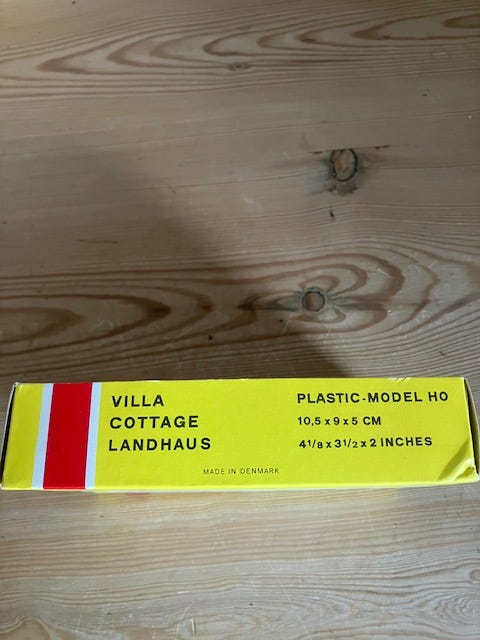 VILLA
COTTAGE
LANDHAUS
PLASTIC-MODEL HO
10,5 x 9 x 5 CM
4 1/8 x 3 1/2 x 2 INCHES
MADE IN DENMARK